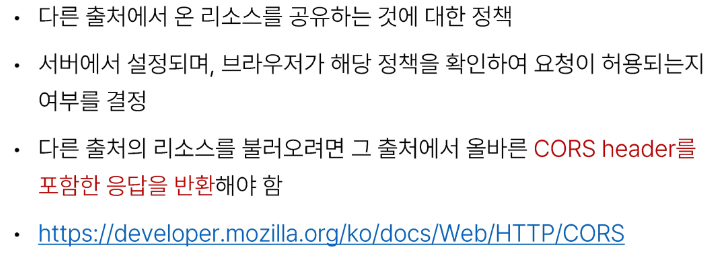 • 다른 출처에서 온 리소스를 공유하는 것에 대한 정책
• 서버에서 설정되며, 브라우저가 해당 정책을 확인하여 요청이 허용되는지
여부를 결정
• 다른 출처의 리소스를 불러오려면 그 출처에서 올바른 CORS header를
포함한 응답을 반환해야 함
• https://developer.mozilla.org/ko/docs/Web/HTTP/CORS